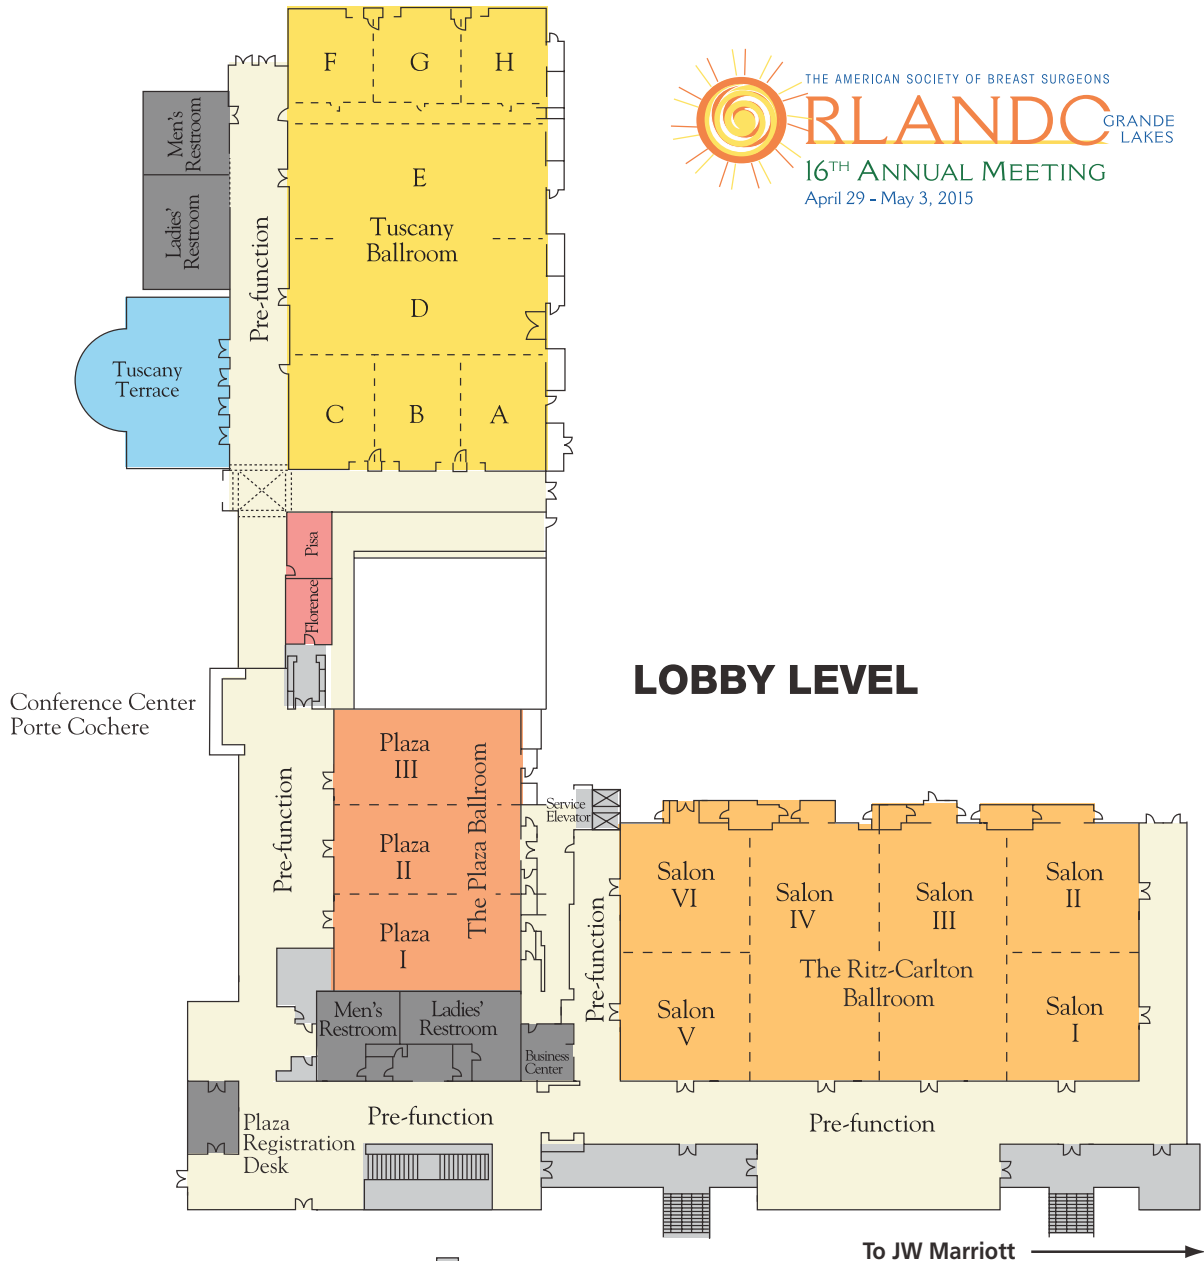 THE AMERICAN SOCIETY OF BREAST SURGEONS
RLANDO
GRANDE
LAKES
16TH ANNUAL MEETING
April 29 - May 3, 2015
F
G
H
Men's
Restroom
Ladies'
Restroom
Pre-function
E
Tuscany
Ballroom
D
Tuscany
Terrace
C
B
A
Pisa
Florence
LOBBY LEVEL
Conference Center
Porte Cochere
Plaza
III
Plaza
II
Plaza
I
The Plaza Ballroom
Pre-function
Service
Elevator
Pre-function
Salon
VI
Salon
IV
Salon
III
Salon
II
The Ritz-Carlton
Ballroom
Salon
V
Salon
I
Men's
Restroom
Ladies'
Restroom
Business
Center
Plaza
Registration
Desk
Pre-function
Pre-function
To JW Marriott